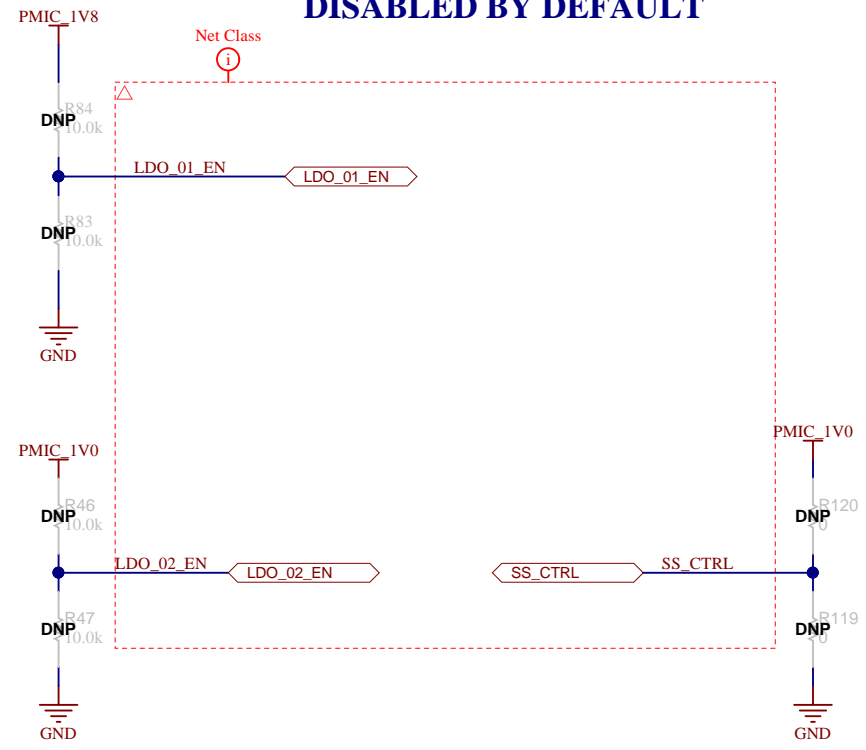 DISABLED BY DEFAULT
PMIC_1V8
Net Class
i
R84
DNP
10.0k
LDO_01_EN
LDO_01_EN
R83
DNP
10.0k
GND
PMIC_1V0
PMIC_1V0
R46
DNP
10.0k
R120
DNP
0
LDO_02_EN
LDO_02_EN
SS_CTRL
SS_CTRL
R47
DNP
10.0k
R119
DNP
0
GND
GND